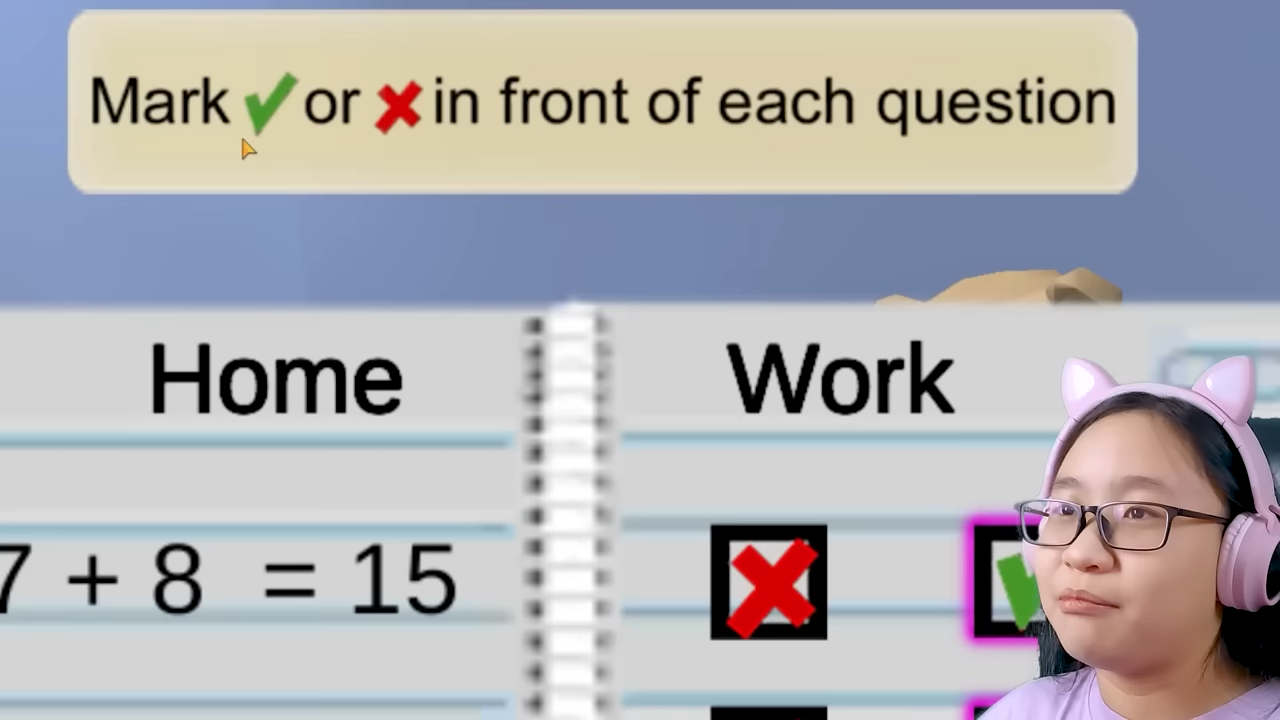 Mark ✔ or ✖ in front of each question
Home Work
7 + 8 = 15